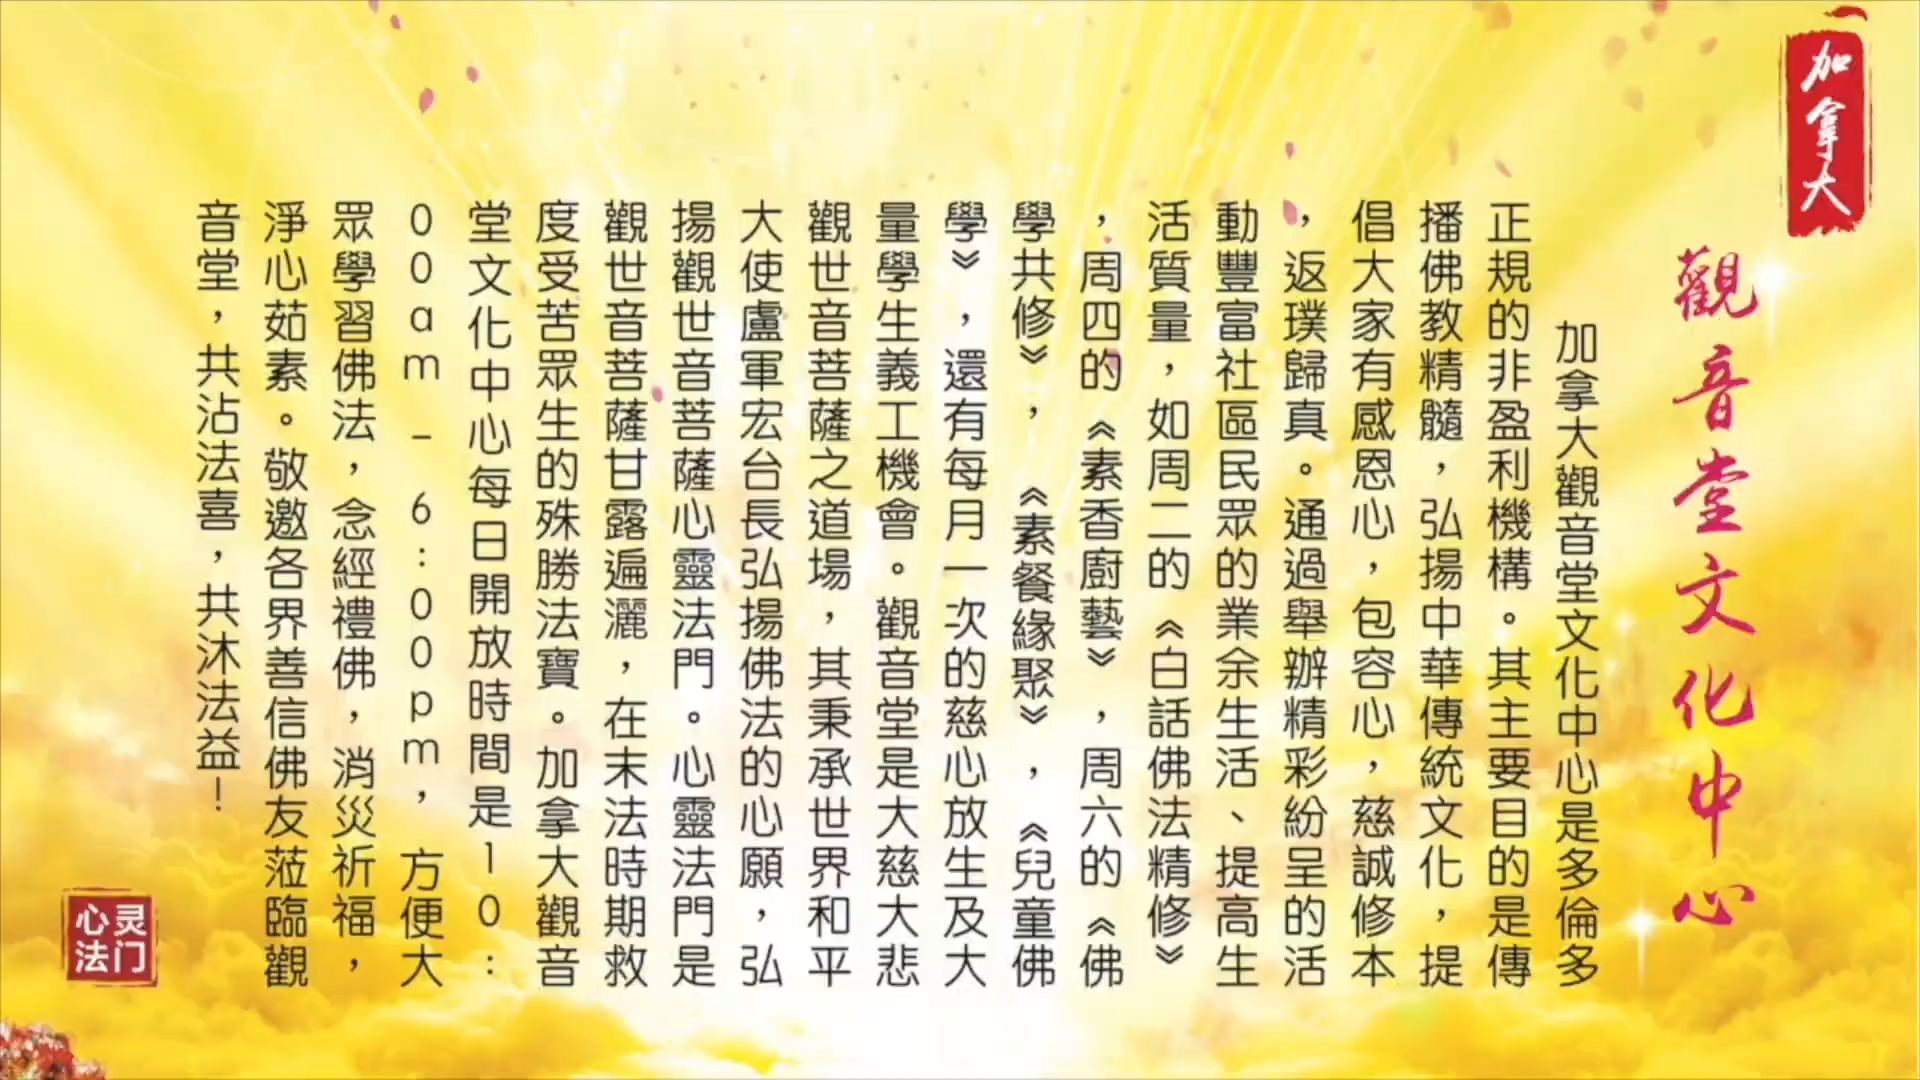 加拿大
觀音堂文化中心
加拿大觀音堂文化中心是多倫多
正規的非盈利機構。其主要目的是傳
播佛教精髓，弘揚中華傳統文化，提
倡大家有感恩心，包容心，慈誠修本
，返璞歸真。通過舉辦精彩紛呈的活
動豐富社區民眾的業余生活、提高生
活質量，如周二的《白話佛法精修》
，周四的《素香廚藝》，周六的《佛
學共修》，《素餐緣聚》，《兒童佛
學》，還有每月一次的慈心放生及大
量學生義工機會。觀音堂是大慈大悲
觀世音菩薩之道場，其秉承世界和平
大使盧軍宏台長弘揚佛法的心願，弘
揚觀世音菩薩心靈法門。心靈法門是
觀世音菩薩甘露遍灑，在末法時期救
度受苦眾生的殊勝法寶。加拿大觀音
堂文化中心每日開放時間是10:
00am - 6:00pm，方便大
眾學習佛法，念經禮佛，消災祈福，
淨心茹素。敬邀各界善信佛友蒞臨觀
音堂，共沾法喜，共沐法益！
心灵
法门